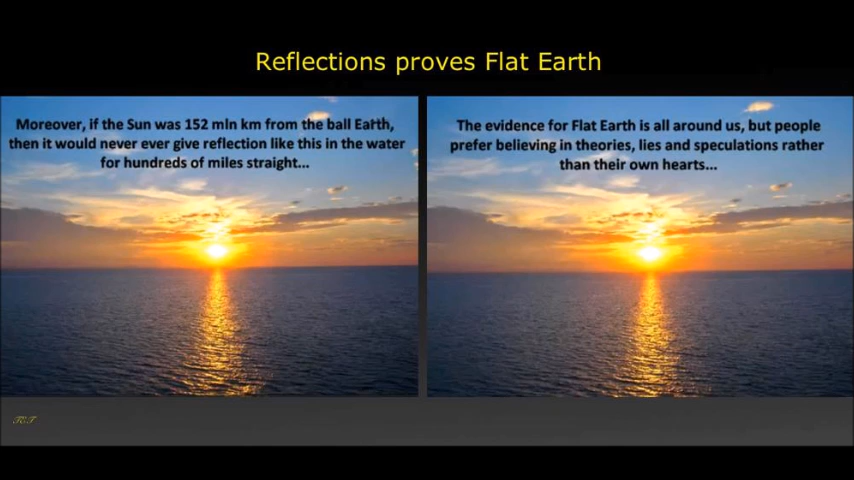 Reflections proves Flat Earth
Moreover, if the Sun was 152 mln km from the ball Earth,
then it would never ever give reflection like this in the water
for hundreds of miles straight...
The evidence for Flat Earth is all around us, but people
prefer believing in theories, lies and speculations rather
than their own hearts...